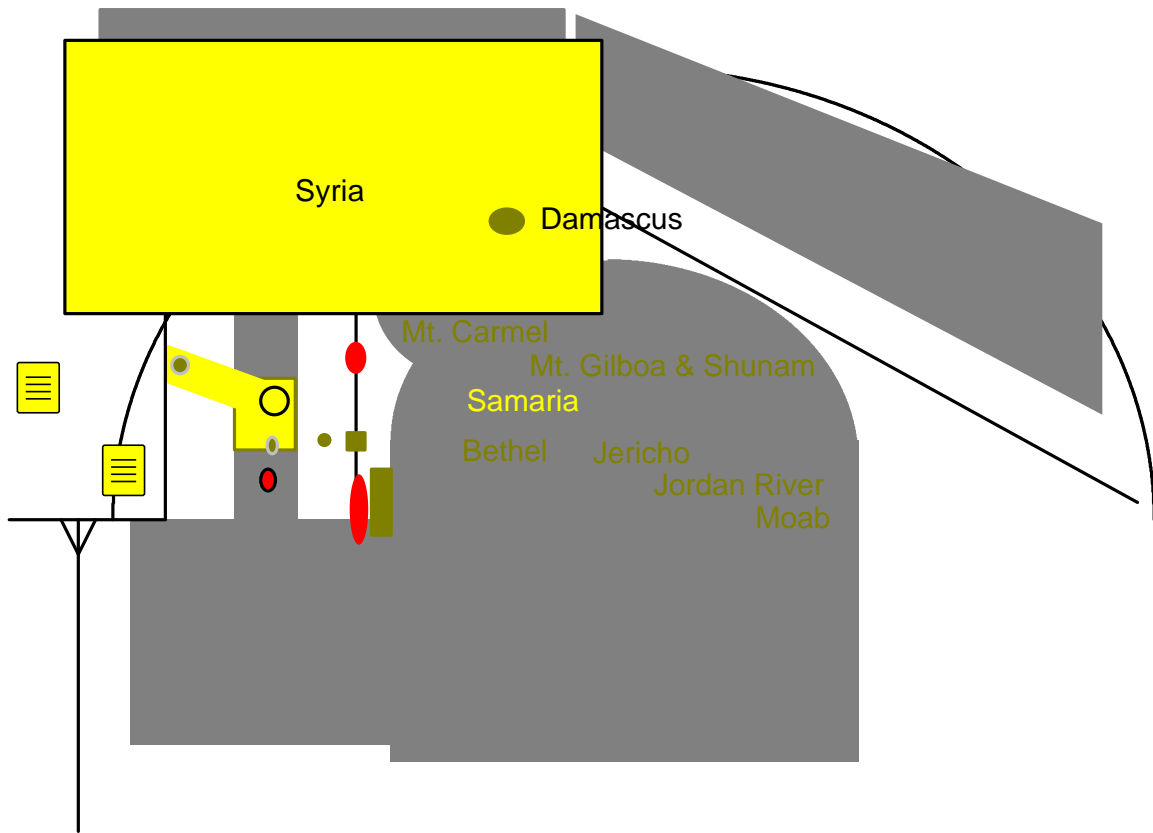 Syria
Damascus
Mt. Carmel
Mt. Gilboa & Shunam
Samaria
Bethel
Jericho
Jordan River
Moab